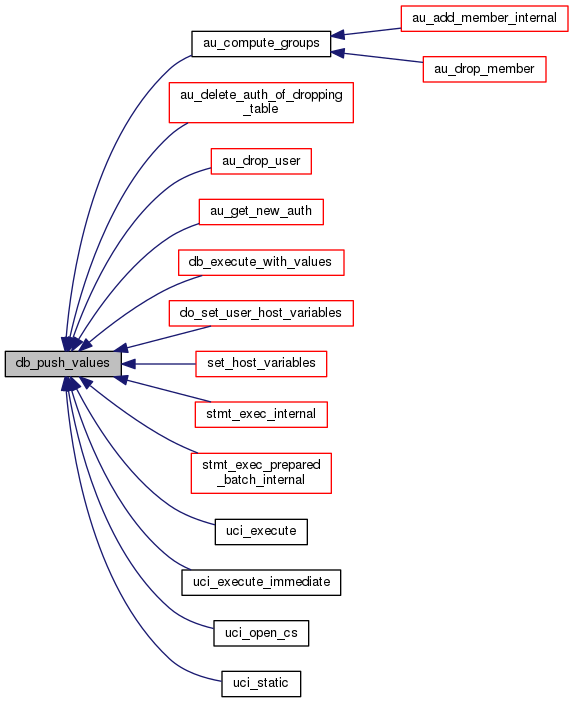 au_add_member_internal
au_compute_groups
au_drop_member
au_delete_auth_of_dropping
_table
au_drop_user
au_get_new_auth
db_execute_with_values
do_set_user_host_variables
db_push_values
set_host_variables
stmt_exec_internal
stmt_exec_prepared
_batch_internal
uci_execute
uci_execute_immediate
uci_open_cs
uci_static